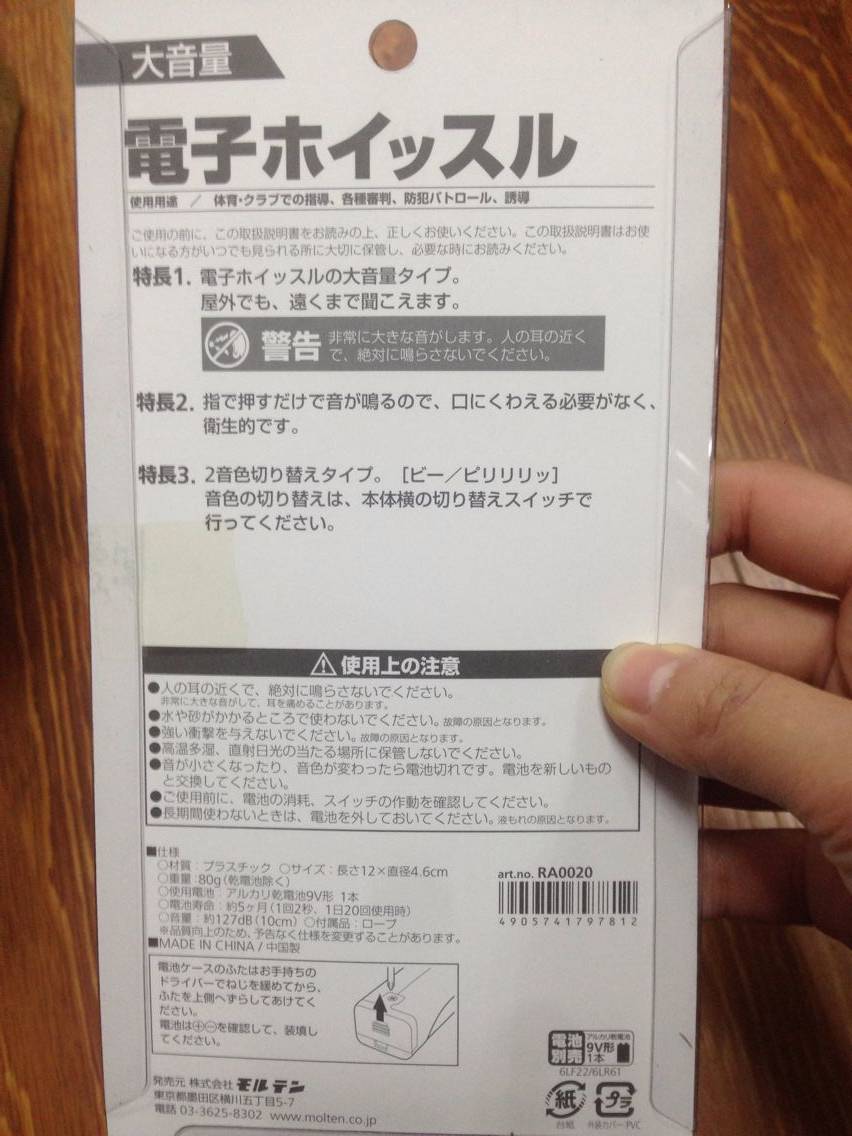 大音量
電子ホイッスル
使用用途 ／ 体育・クラブでの指導、各種審判、防犯パトロール、誘導
ご使用の前に、この取扱説明書をお読みの上、正しくお使いください。この取扱説明書はお使
いになる方がいつでも見られる所に大切に保管し、必要な時にお読みください。
特長1. 電子ホイッスルの大音量タイプ。
屋外でも、遠くまで聞こえます。
警告 非常に大きな音がします。人の耳の近く
で、絶対に鳴らさないでください。
特長2. 指で押すだけで音が鳴るので、口にくわえる必要がなく、
衛生的です。
特長3. 2音色切り替えタイプ。［ビー／ピリリリッ］
音色の切り替えは、本体横の切り替えスイッチで
行ってください。
使用上の注意
●人の耳の近くで、絶対に鳴らさないでください。
非常に大きな音がして、耳を痛めることがあります。
●水や砂がかかるところで使わないでください。故障の原因となります。
●強い衝撃を与えないでください。故障の原因となります。
●高温多湿、直射日光の当たる場所に保管しないでください。
●音が小さくなったり、音色が変わったら電池切れです。電池を新しいもの
と交換してください。
●ご使用前に、電池の消耗、スイッチの作動を確認してください。
●長期間使わないときは、電池を外しておいてください。液もれの原因となります。
■仕様
○材質：プラスチック ○サイズ：長さ12×直径4.6cm
○重量：80g（乾電池除く）
○使用電池：アルカリ乾電池9V形 1本
○電池寿命：約5ヶ月（1回2秒、1日20回使用時）
○音量：約127dB（10cm）○付属品：ロープ
※品質向上のため、予告なく仕様を変更することがあります。
■MADE IN CHINA / 中国製
art.no. RA0020
4905741797812
電池ケースのふたはお手持ちの
ドライバーでねじを緩めてから、
ふたを上側へずらしてあけてく
ださい。
電池は⊕⊖を確認して、装填し
てください。
電池
別売
アルカリ乾電池
9V形
1本
6LF22/6LR61
発売元 株式会社 モルテン
東京都墨田区横川五丁目5-7
電話 03-3625-8302 www.molten.co.jp
紙
台紙
プラ
外装カバー:PVC